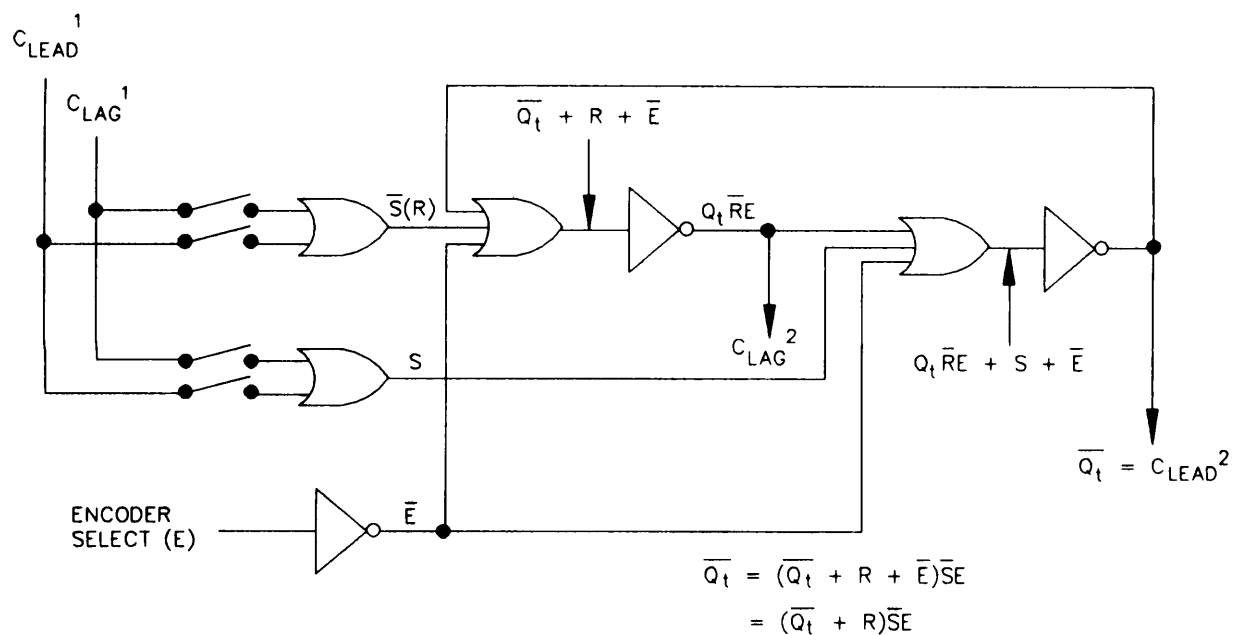 C_LEAD^1
C_LAG^1
Q̅_t̅ + R + E̅
S̅(R)
Q_t R̅E
C_LAG^2
S
Q_t R̅E + S + E̅
Q̅_t̅ = C_LEAD^2
ENCODER
SELECT (E)
E̅
Q̅_t̅ = (Q̅_t̅ + R + E̅)S̅E
= (Q̅_t̅ + R)S̅E